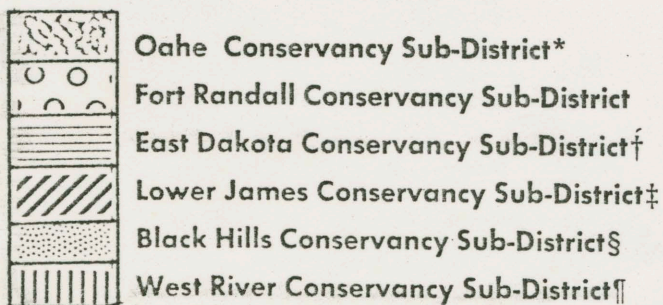 Oahe Conservancy Sub-District*
Fort Randall Conservancy Sub-District
East Dakota Conservancy Sub-District†
Lower James Conservancy Sub-District‡
Black Hills Conservancy Sub-District§
West River Conservancy Sub-District¶